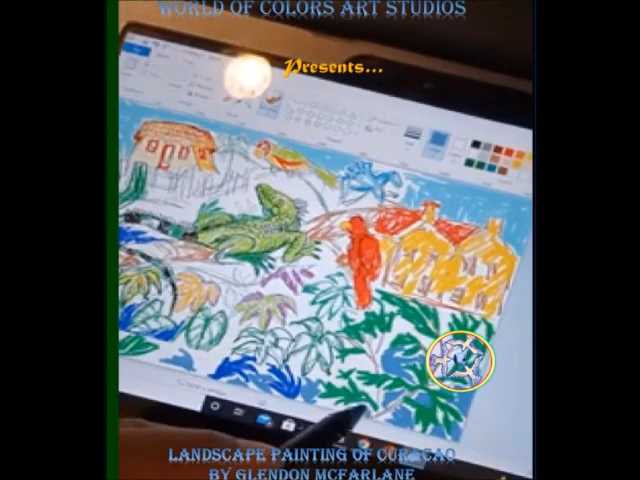 WORLD OF COLORS ART STUDIOS
Presents...
LANDSCAPE PAINTING OF CURACAO
BY GLENDON MCFARLANE